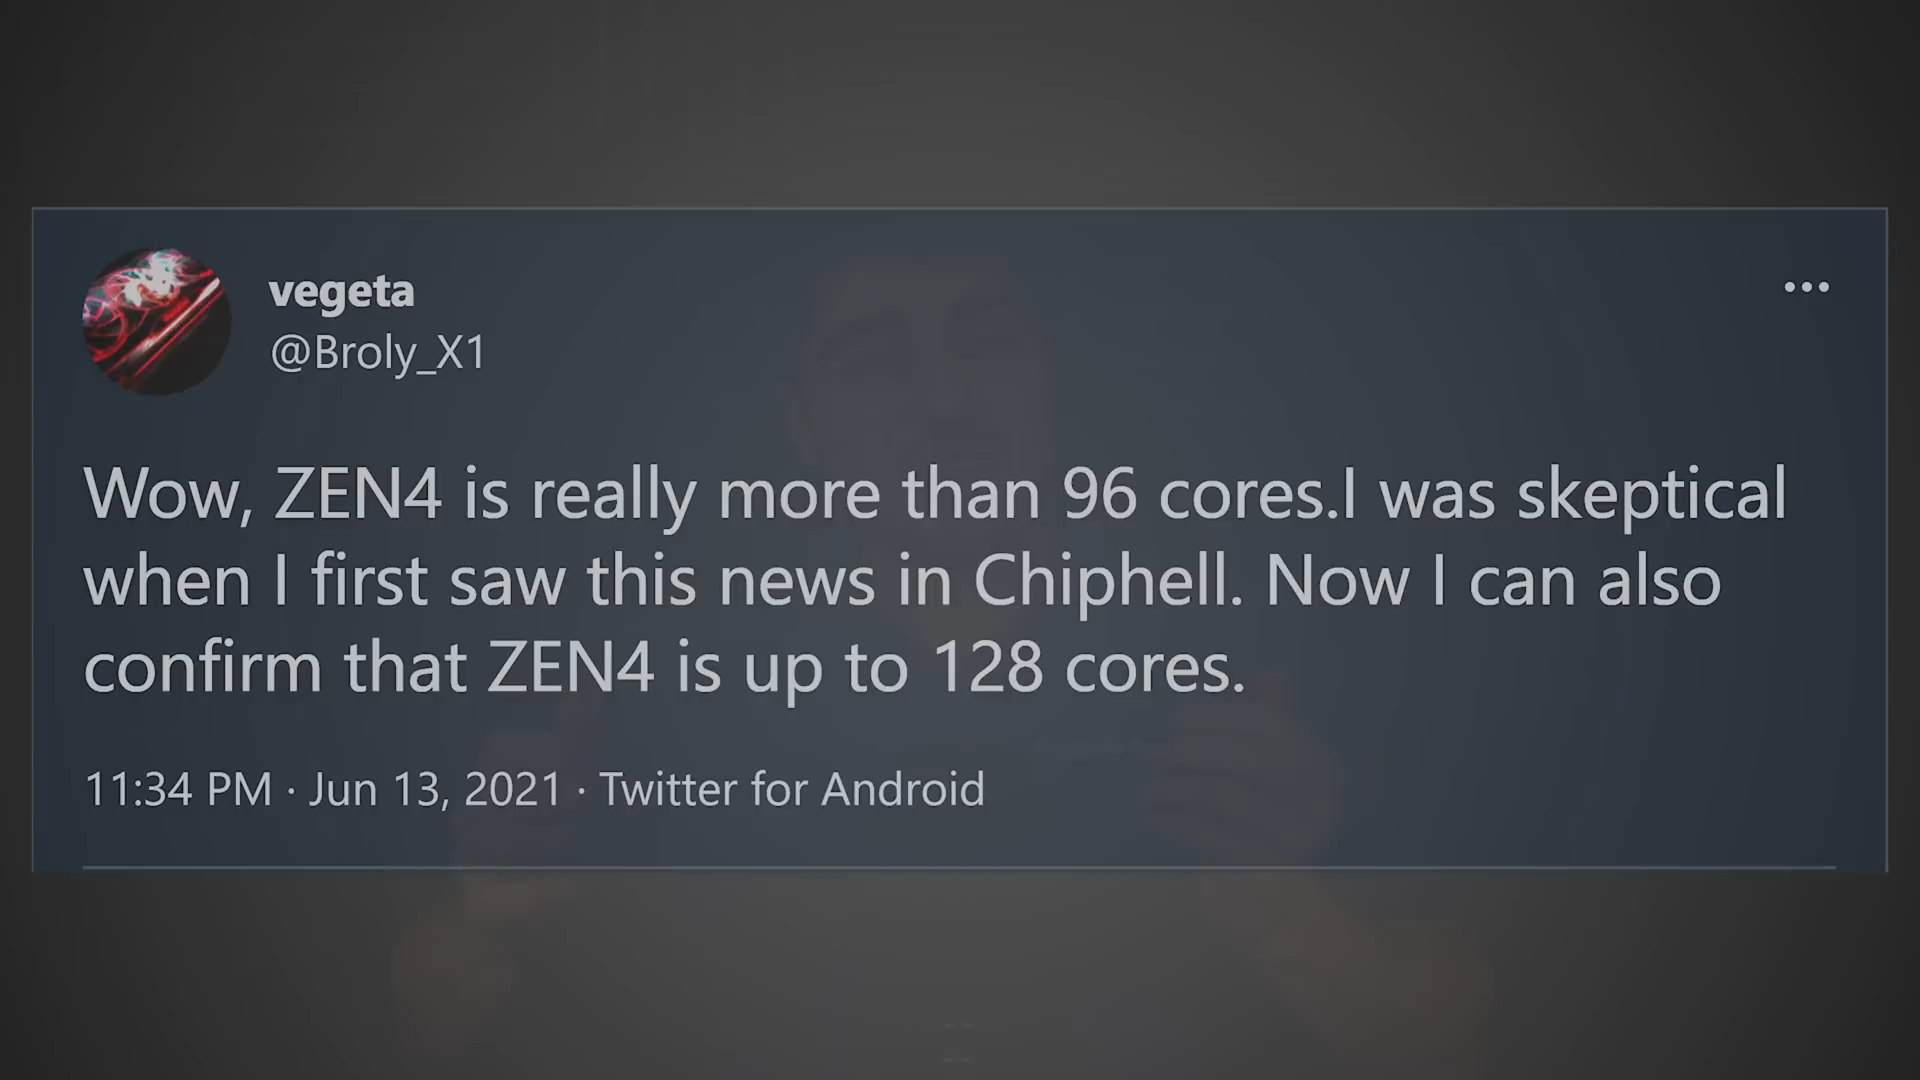 vegeta
@Broly_X1
Wow, ZEN4 is really more than 96 cores.I was skeptical
when I first saw this news in Chiphell. Now I can also
confirm that ZEN4 is up to 128 cores.
11:34 PM · Jun 13, 2021 · Twitter for Android